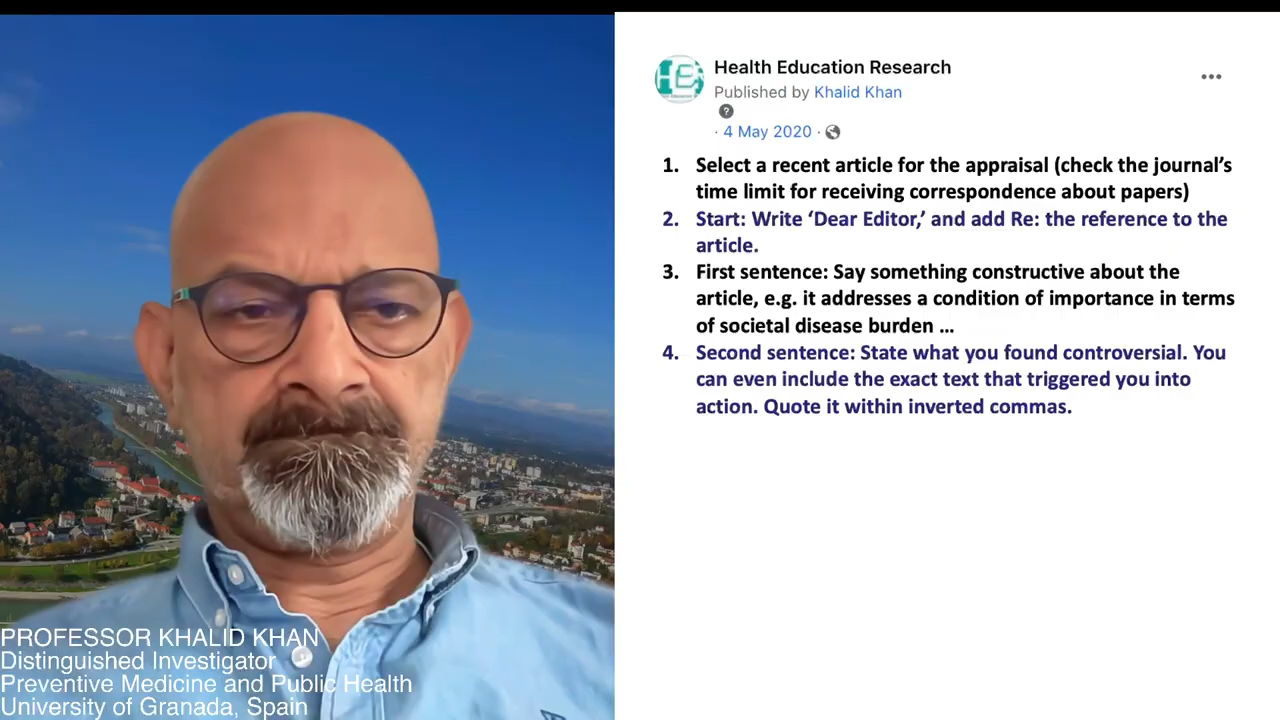 Health Education Research
Published by Khalid Khan
?
· 4 May 2020 ·
1. Select a recent article for the appraisal (check the journal’s
time limit for receiving correspondence about papers)
2. Start: Write ‘Dear Editor,’ and add Re: the reference to the
article.
3. First sentence: Say something constructive about the
article, e.g. it addresses a condition of importance in terms
of societal disease burden …
4. Second sentence: State what you found controversial. You
can even include the exact text that triggered you into
action. Quote it within inverted commas.
PROFESSOR KHALID KHAN
Distinguished Investigator
Preventive Medicine and Public Health
University of Granada, Spain